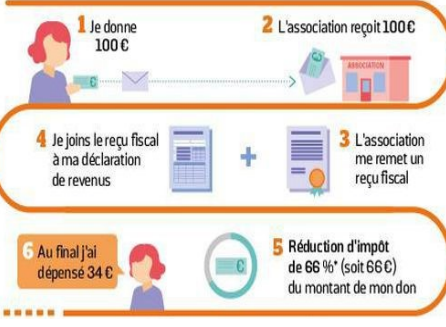 1 Je donne
100 €
2 L'association reçoit 100 €
ASSOCIATION
3 L'association
me remet un
reçu fiscal
4 Je joins le reçu fiscal
à ma déclaration
de revenus
+
5 Réduction d'impôt
de 66 %* (soit 66 €)
du montant de mon don
6 Au final j'ai
dépensé 34 €